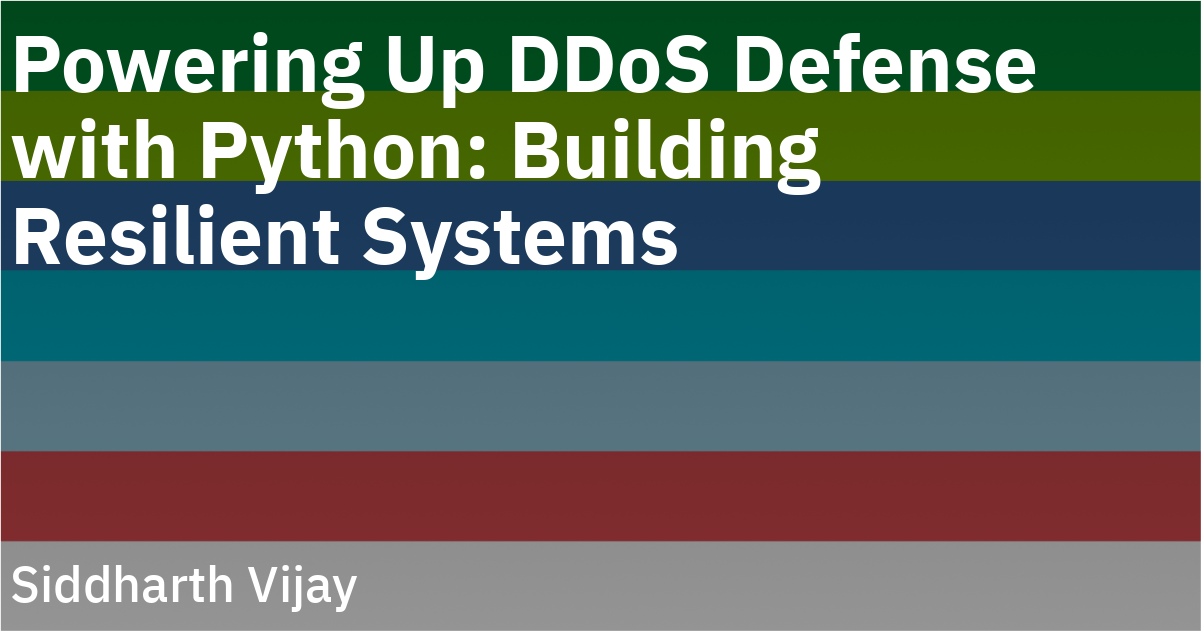 Powering Up DDoS Defense
with Python: Building
Resilient Systems
Siddharth Vijay